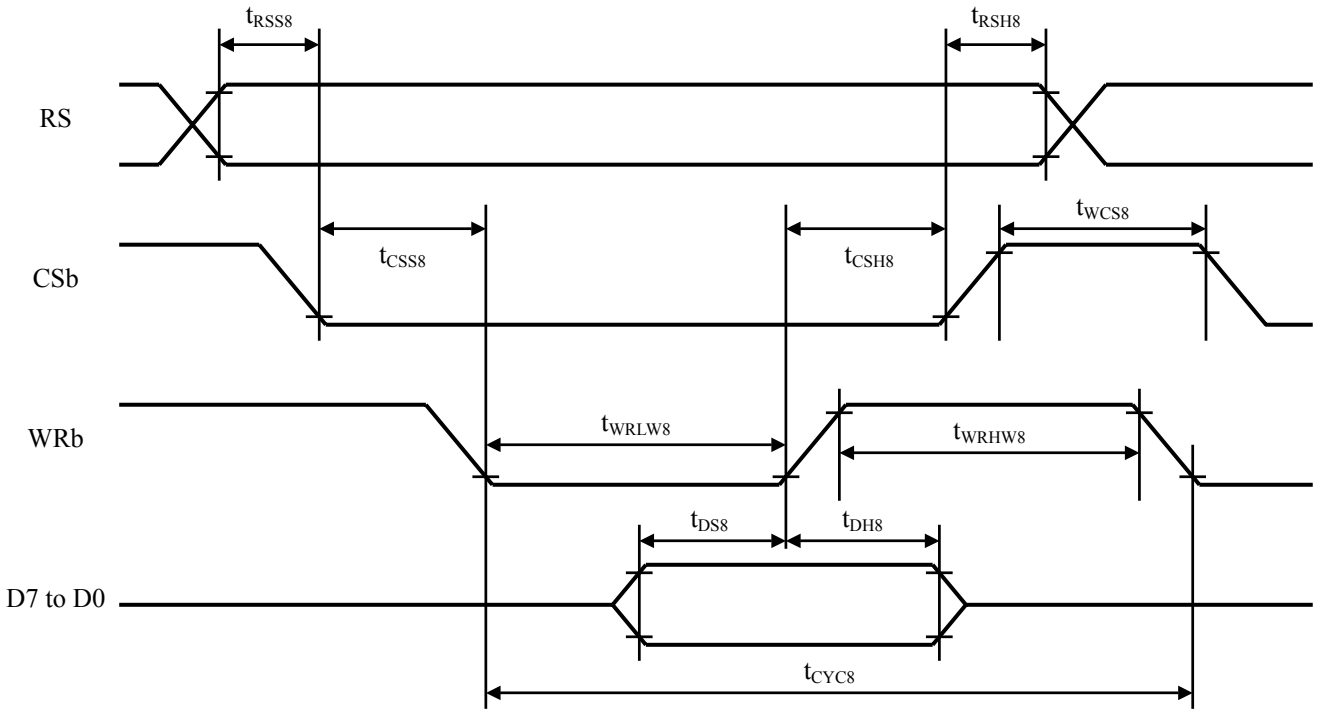 tRSS8
tRSH8
RS
tWCS8
tCSS8
tCSH8
CSb
tWRLW8
tWRHW8
WRb
tDS8
tDH8
D7 to D0
tCYC8